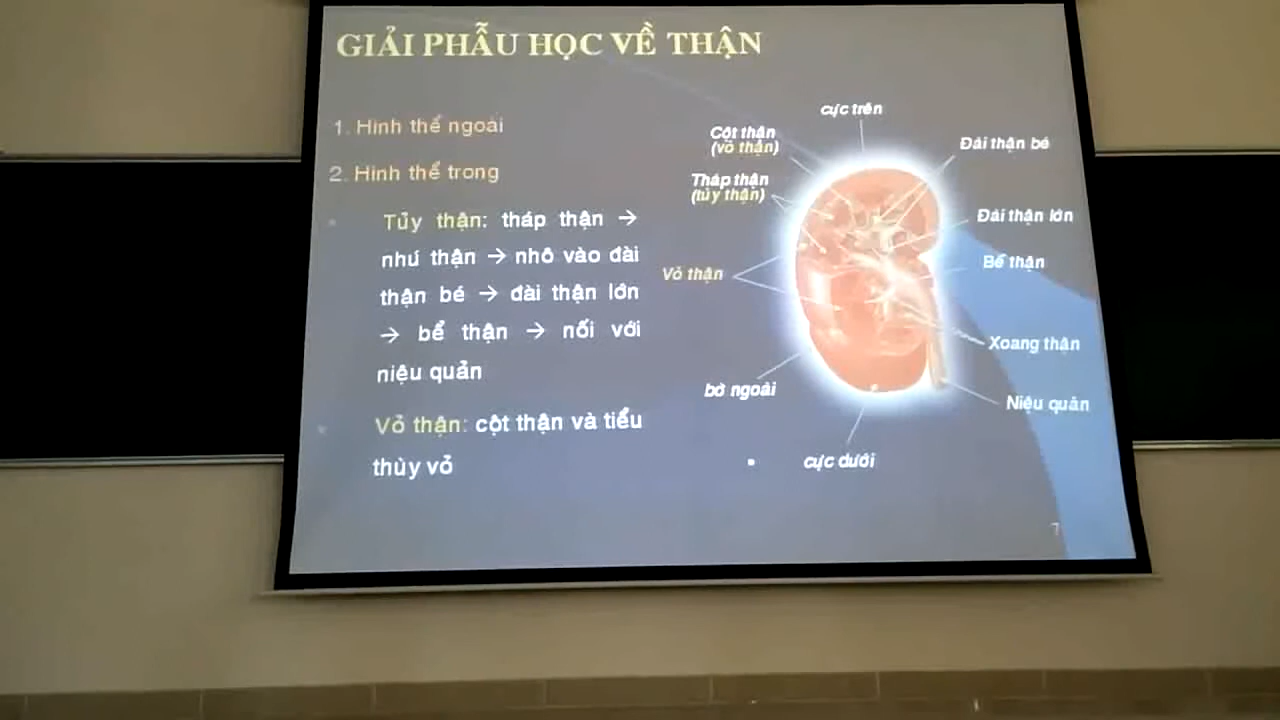 GIẢI PHẪU HỌC VỀ THẬN
1. Hình thể ngoài
2. Hình thể trong
Tủy thận: tháp thận →
nhú thận → nhô vào đài
thận bé → đài thận lớn
→ bể thận → nối với
niệu quản
Vỏ thận: cột thận và tiểu
thùy vỏ
cực trên
Cột thận
(vỏ thận)
Tháp thận
(tủy thận)
Vỏ thận
bờ ngoài
cực dưới
Đài thận bé
Đài thận lớn
Bể thận
Xoang thận
Niệu quản
7